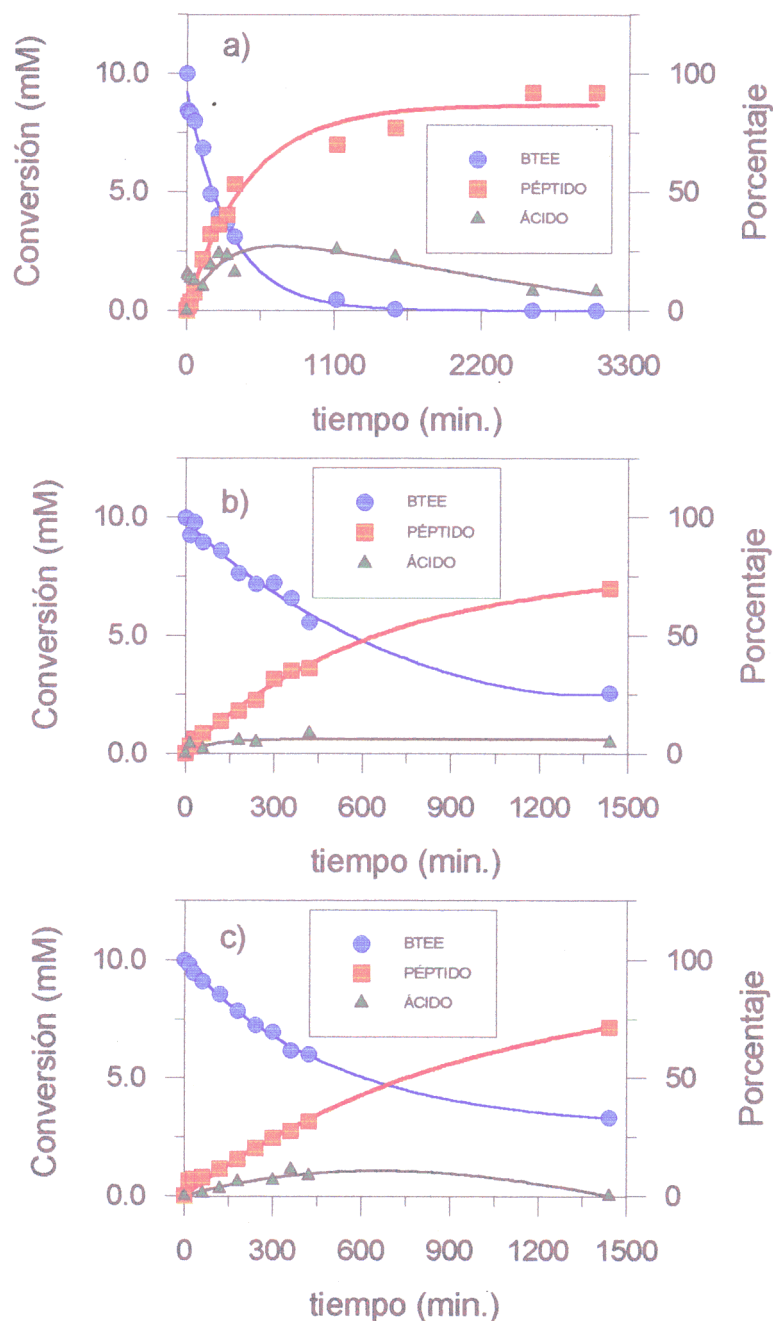 a)
Conversión (mM)
10.0
5.0
0.0
Porcentaje
100
50
0
BTEE
PÉPTIDO
ÁCIDO
0 1100 2200 3300
tiempo (min.)
b)
Conversión (mM)
10.0
5.0
0.0
Porcentaje
100
50
0
BTEE
PÉPTIDO
ÁCIDO
0 300 600 900 1200 1500
tiempo (min.)
c)
Conversión (mM)
10.0
5.0
0.0
Porcentaje
100
50
0
BTEE
PÉPTIDO
ÁCIDO
0 300 600 900 1200 1500
tiempo (min.)